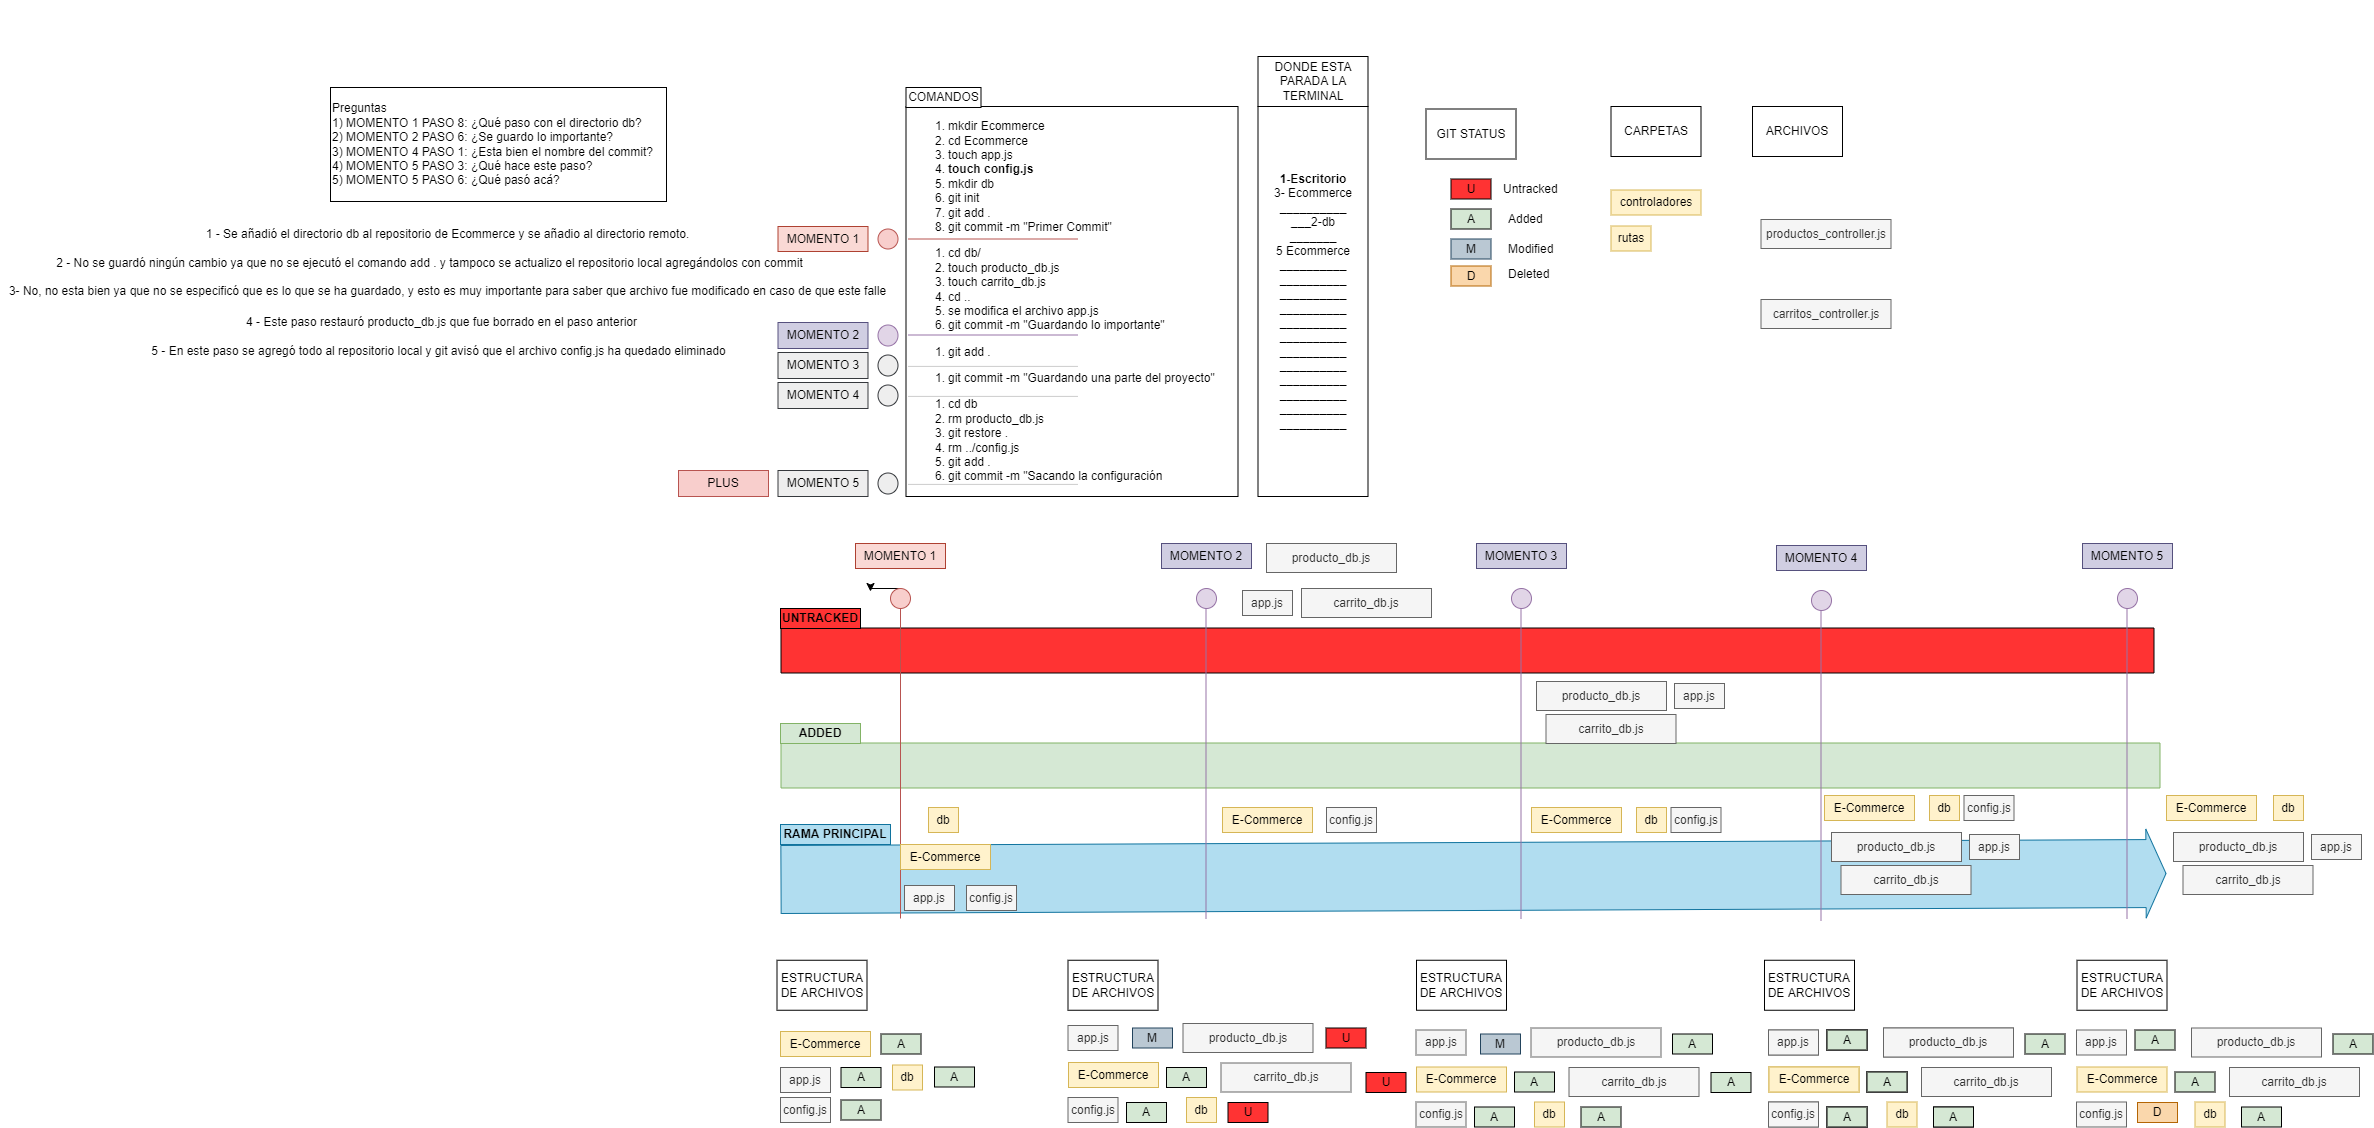 Preguntas
1) MOMENTO 1 PASO 8: ¿Qué paso con el directorio db?
2) MOMENTO 2 PASO 6: ¿Se guardo lo importante?
3) MOMENTO 4 PASO 1: ¿Esta bien el nombre del commit?
4) MOMENTO 5 PASO 3: ¿Qué hace este paso?
5) MOMENTO 5 PASO 6: ¿Qué pasó acá?
1 - Se añadió el directorio db al repositorio de Ecommerce y se añadio al directorio remoto.
2 - No se guardó ningún cambio ya que no se ejecutó el comando add . y tampoco se actualizo el repositorio local agregándolos con commit
3- No, no esta bien ya que no se especificó que es lo que se ha guardado, y esto es muy importante para saber que archivo fue modificado en caso de que este falle
4 - Este paso restauró producto_db.js que fue borrado en el paso anterior
5 - En este paso se agregó todo al repositorio local y git avisó que el archivo config.js ha quedado eliminado
MOMENTO 1
MOMENTO 2
MOMENTO 3
MOMENTO 4
PLUS
MOMENTO 5
COMANDOS
1. mkdir Ecommerce
2. cd Ecommerce
3. touch app.js
4. touch config.js
5. mkdir db
6. git init
7. git add .
8. git commit -m "Primer Commit"
1. cd db/
2. touch producto_db.js
3. touch carrito_db.js
4. cd ..
5. se modifica el archivo app.js
6. git commit -m "Guardando lo importante"
1. git add .
1. git commit -m "Guardando una parte del proyecto"
1. cd db
2. rm producto_db.js
3. git restore .
4. rm ../config.js
5. git add .
6. git commit -m "Sacando la configuración
DONDE ESTA
PARADA LA
TERMINAL
1-Escritorio
3- Ecommerce
__________
___2-db
_______
5 Ecommerce
__________
__________
__________
__________
__________
__________
__________
__________
__________
__________
__________
__________
GIT STATUS
U Untracked
A Added
M Modified
D Deleted
CARPETAS
controladores
rutas
ARCHIVOS
productos_controller.js
carritos_controller.js
MOMENTO 1
MOMENTO 2
producto_db.js
MOMENTO 3
MOMENTO 4
MOMENTO 5
app.js
carrito_db.js
UNTRACKED
producto_db.js
app.js
carrito_db.js
ADDED
db
E-Commerce
config.js
E-Commerce
db
config.js
E-Commerce
db
config.js
E-Commerce
db
RAMA PRINCIPAL
E-Commerce
producto_db.js
app.js
producto_db.js
app.js
carrito_db.js
carrito_db.js
app.js
config.js
ESTRUCTURA
DE ARCHIVOS
E-Commerce A
app.js A db A
config.js A
ESTRUCTURA
DE ARCHIVOS
app.js M producto_db.js U
E-Commerce A carrito_db.js U
config.js A db U
ESTRUCTURA
DE ARCHIVOS
app.js M producto_db.js A
E-Commerce A carrito_db.js A
config.js A db A
ESTRUCTURA
DE ARCHIVOS
app.js A producto_db.js A
E-Commerce A carrito_db.js
config.js A db A
ESTRUCTURA
DE ARCHIVOS
app.js A producto_db.js A
E-Commerce A carrito_db.js
config.js D db A